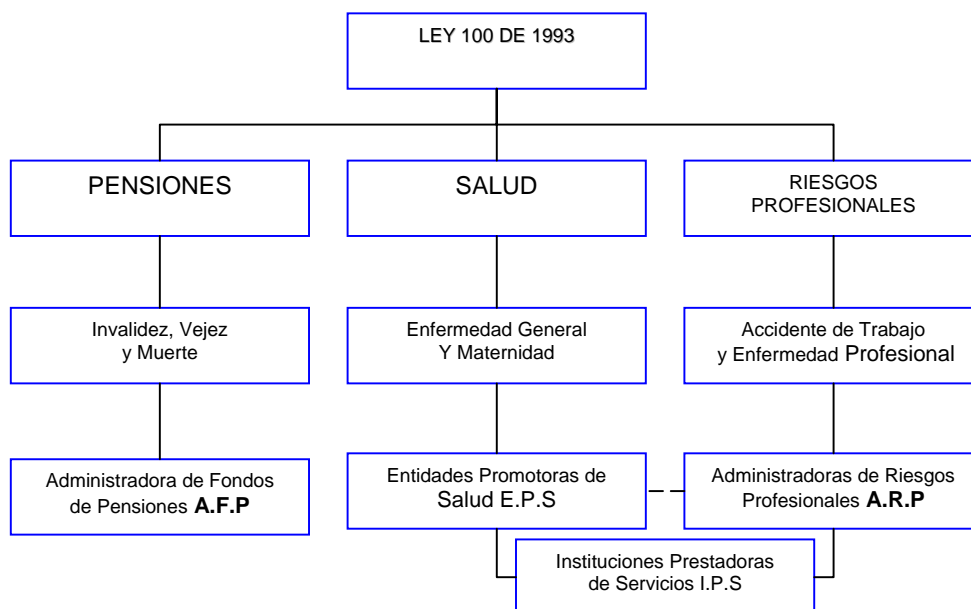 LEY 100 DE 1993
PENSIONES
SALUD
RIESGOS
PROFESIONALES
Invalidez, Vejez
y Muerte
Enfermedad General
Y Maternidad
Accidente de Trabajo
y Enfermedad Profesional
Administradora de Fondos
de Pensiones A.F.P
Entidades Promotoras de
Salud E.P.S
Administradoras de Riesgos
Profesionales A.R.P
Instituciones Prestadoras
de Servicios I.P.S